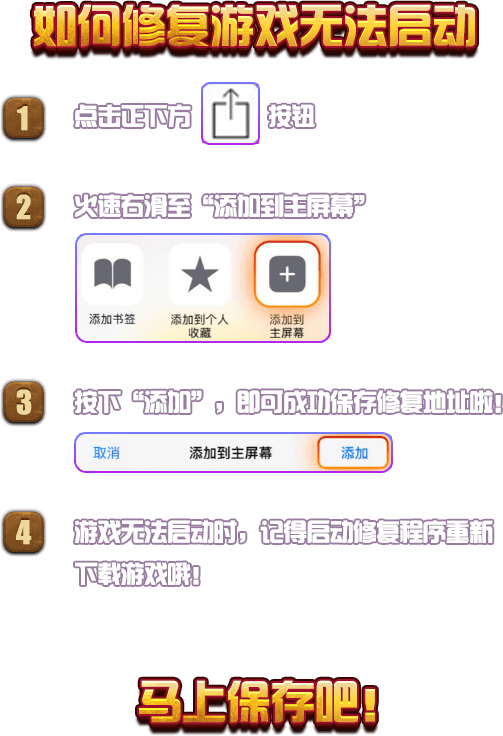 如何修复游戏无法启动
1 点击正下方 按钮
2 火速右滑至“添加到主屏幕”
添加书签 添加到个人收藏 添加到主屏幕
3 按下“添加”，即可成功保存修复地址啦！
取消 添加到主屏幕 添加
4 游戏无法启动时，记得启动修复程序重新
下载游戏哦！
马上保存吧！